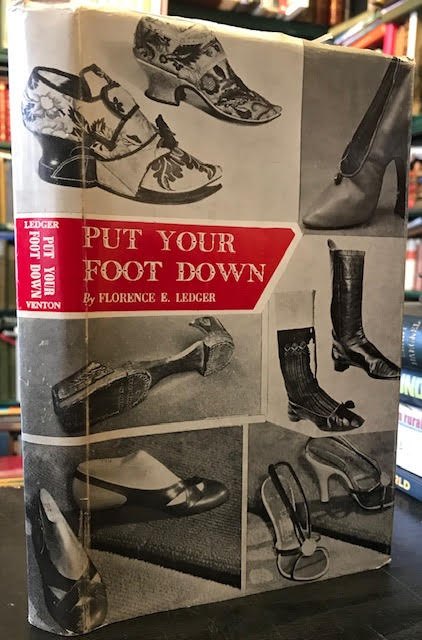 LEDGER
PUT YOUR
FOOT DOWN
VENTON
PUT YOUR
FOOT DOWN
By FLORENCE E. LEDGER